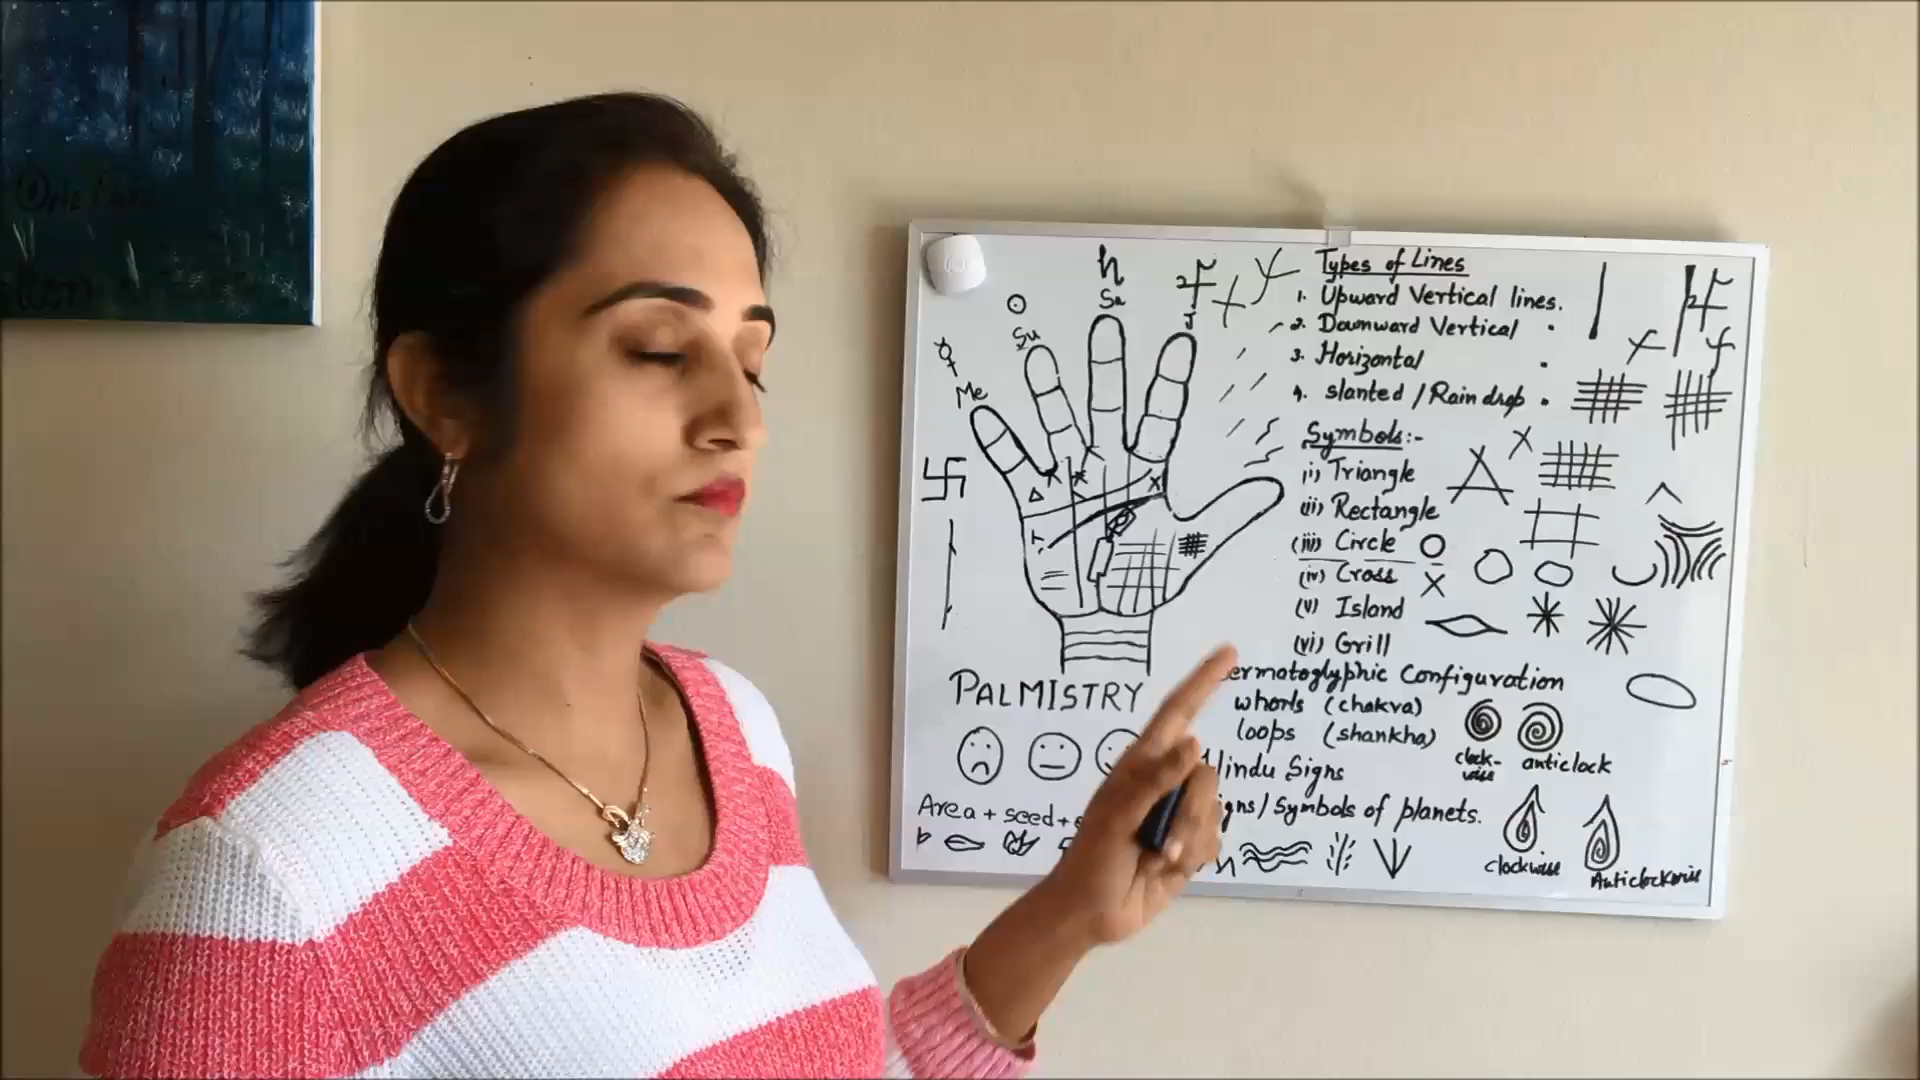 h
Sa
Su
Me
J
PALMISTRY
Area + seed +
Types of Lines
1. Upward Vertical lines.
2. Downward Vertical
3. Horizontal
4. slanted / Rain drop
Symbols:-
(i) Triangle
(ii) Rectangle
(iii) Circle
(iv) Cross
(v) Island
(vi) Grill
ermatoglyphic Configuration
whorls (chakra)
loops (shankha)
clock-
wise
anticlock
Hindu Signs
igns/Symbols of planets.
clockwise
Anticlockwise